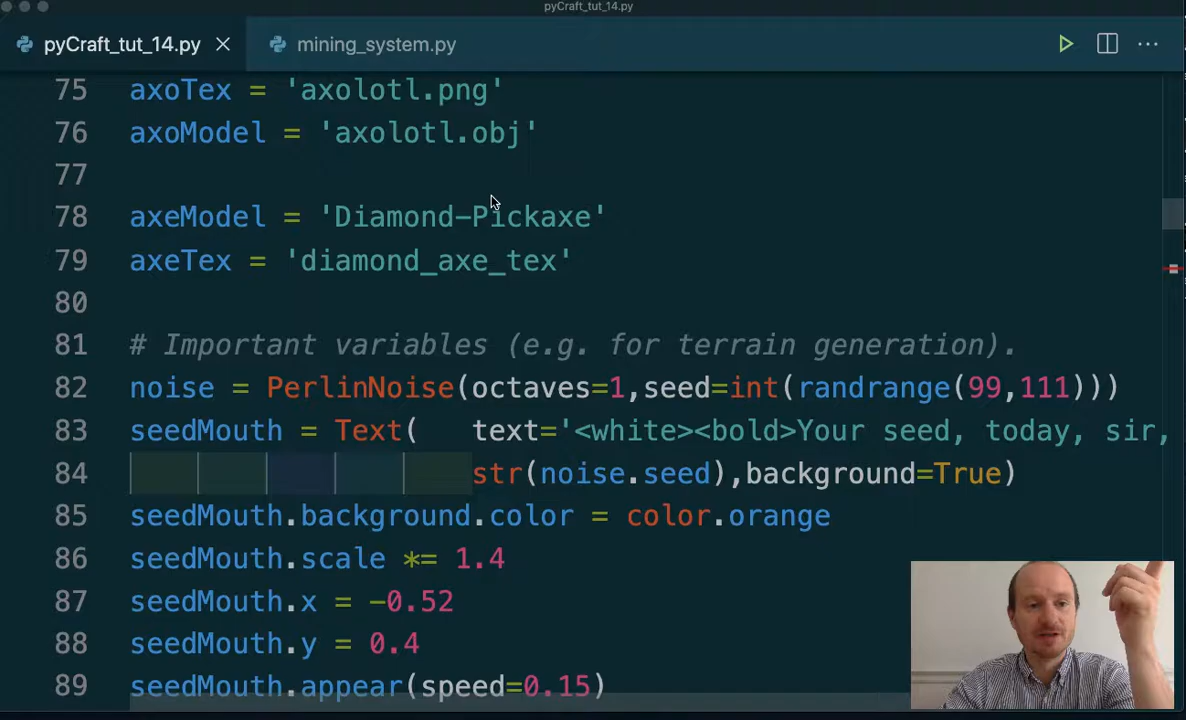 pyCraft_tut_14.py
pyCraft_tut_14.py mining_system.py
75 axoTex = 'axolotl.png'
76 axoModel = 'axolotl.obj'
77
78 axeModel = 'Diamond-Pickaxe'
79 axeTex = 'diamond_axe_tex'
80
81 # Important variables (e.g. for terrain generation).
82 noise = PerlinNoise(octaves=1,seed=int(randrange(99,111)))
83 seedMouth = Text( text='<white><bold>Your seed, today, sir,
84 str(noise.seed),background=True)
85 seedMouth.background.color = color.orange
86 seedMouth.scale *= 1.4
87 seedMouth.x = -0.52
88 seedMouth.y = 0.4
89 seedMouth.appear(speed=0.15)